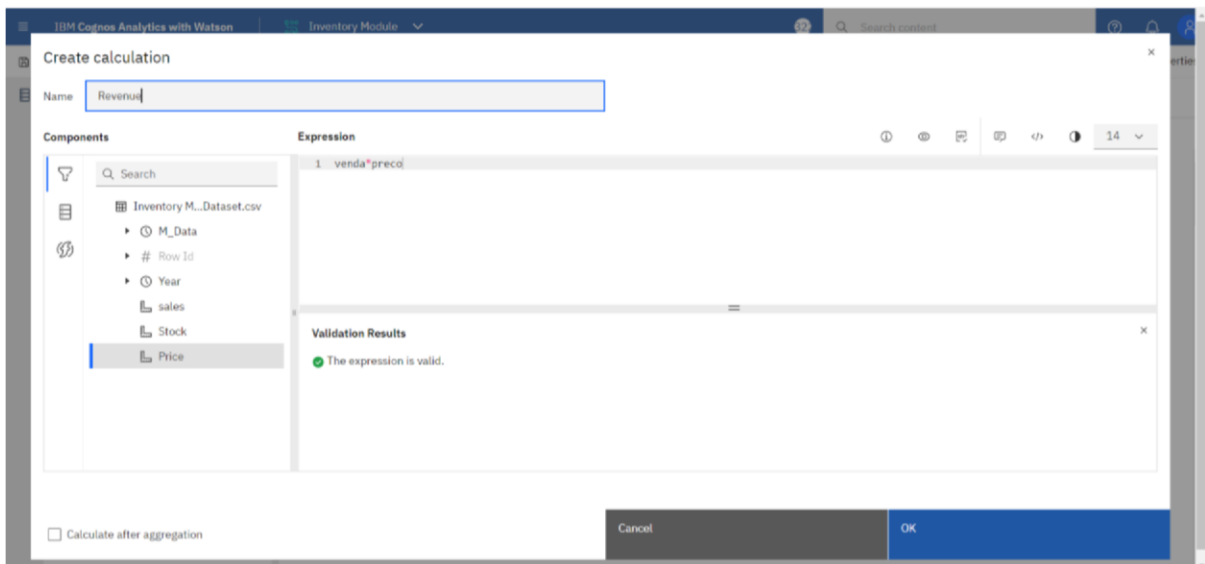 IBM Cognos Analytics with Watson
Inventory Module
Search content
Create calculation
Name
Revenue
Components
Expression
14
Search
1 venda*preco
Inventory M...Dataset.csv
M_Data
# Row Id
Year
sales
Stock
Price
Validation Results
The expression is valid.
Calculate after aggregation
Cancel
OK